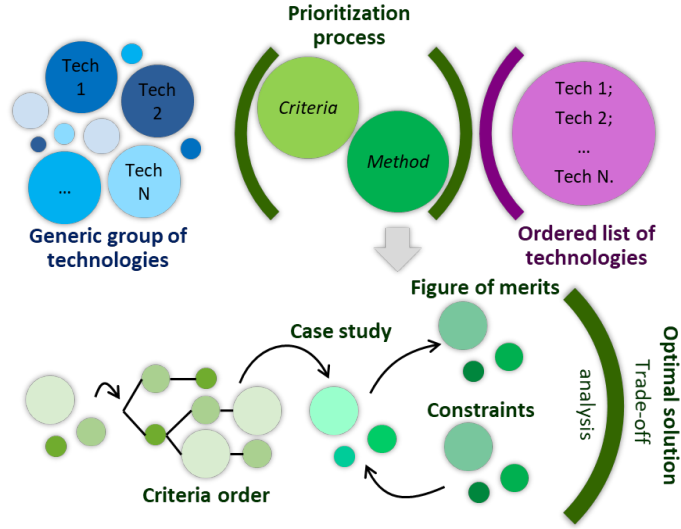 Prioritization
process
Tech
1
Tech
2
...
Tech
N
Generic group of
technologies
Criteria
Method
Tech 1;
Tech 2;
...
Tech N.
Ordered list of
technologies
Figure of merits
Case study
Constraints
Criteria order
Optimal solution
Trade-off
analysis